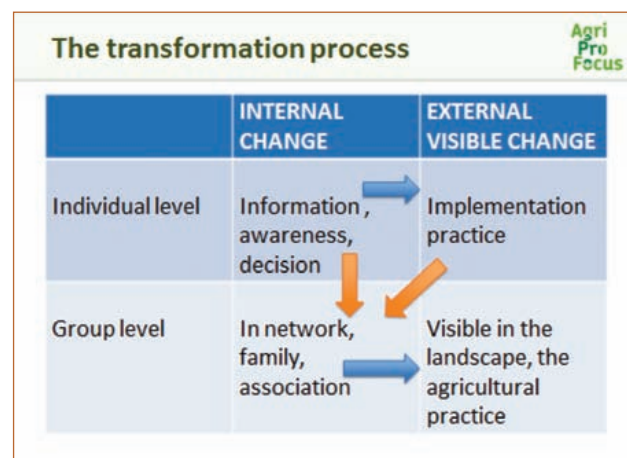 The transformation process
Agri
Pro
Focus
INTERNAL
CHANGE
EXTERNAL
VISIBLE CHANGE
Individual level
Information ,
awareness,
decision
Implementation
practice
Group level
In network,
family,
association
Visible in the
landscape, the
agricultural
practice